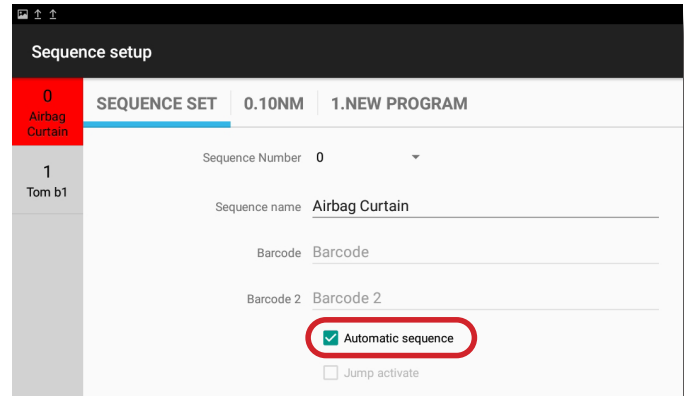 Sequence setup
0
Airbag
Curtain
1
Tom b1
SEQUENCE SET
0.10NM
1.NEW PROGRAM
Sequence Number 0
Sequence name Airbag Curtain
Barcode Barcode
Barcode 2 Barcode 2
Automatic sequence
Jump activate